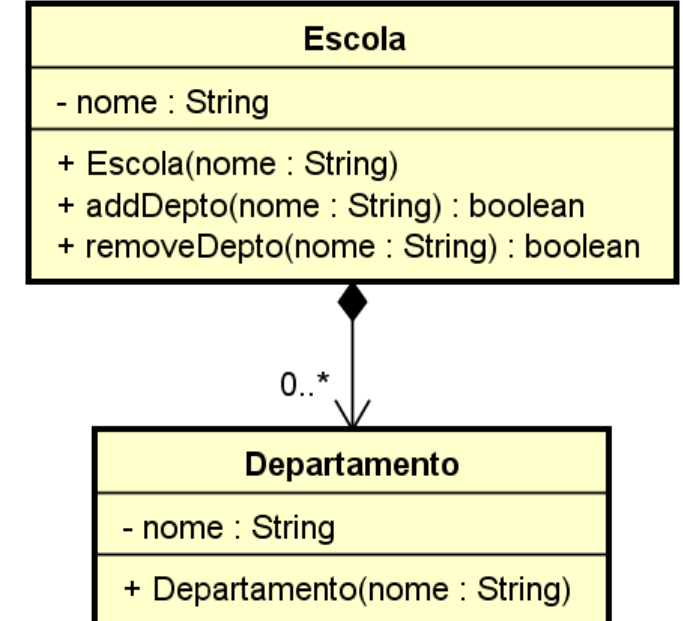 Escola
- nome : String
+ Escola(nome : String)
+ addDepto(nome : String) : boolean
+ removeDepto(nome : String) : boolean
0..*
Departamento
- nome : String
+ Departamento(nome : String)